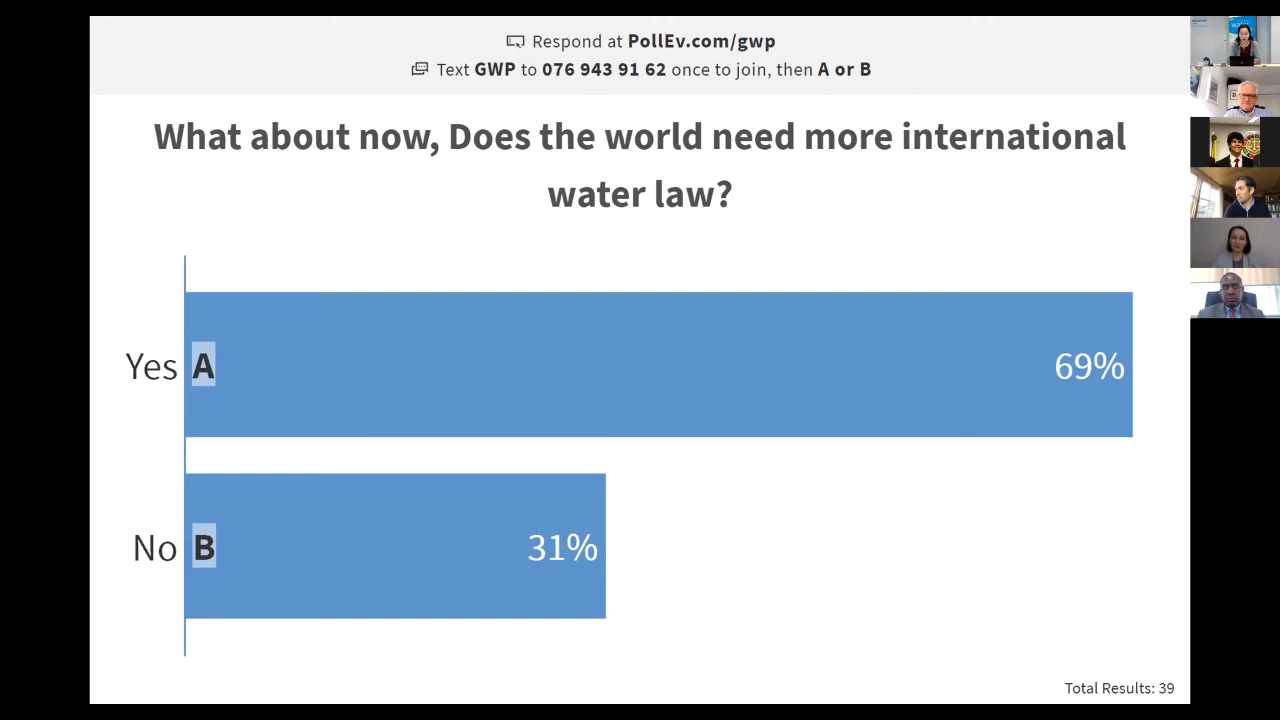 Respond at PollEv.com/gwp
Text GWP to 076 943 91 62 once to join, then A or B
What about now, Does the world need more international
water law?
Yes A 69%
No B 31%
Total Results: 39